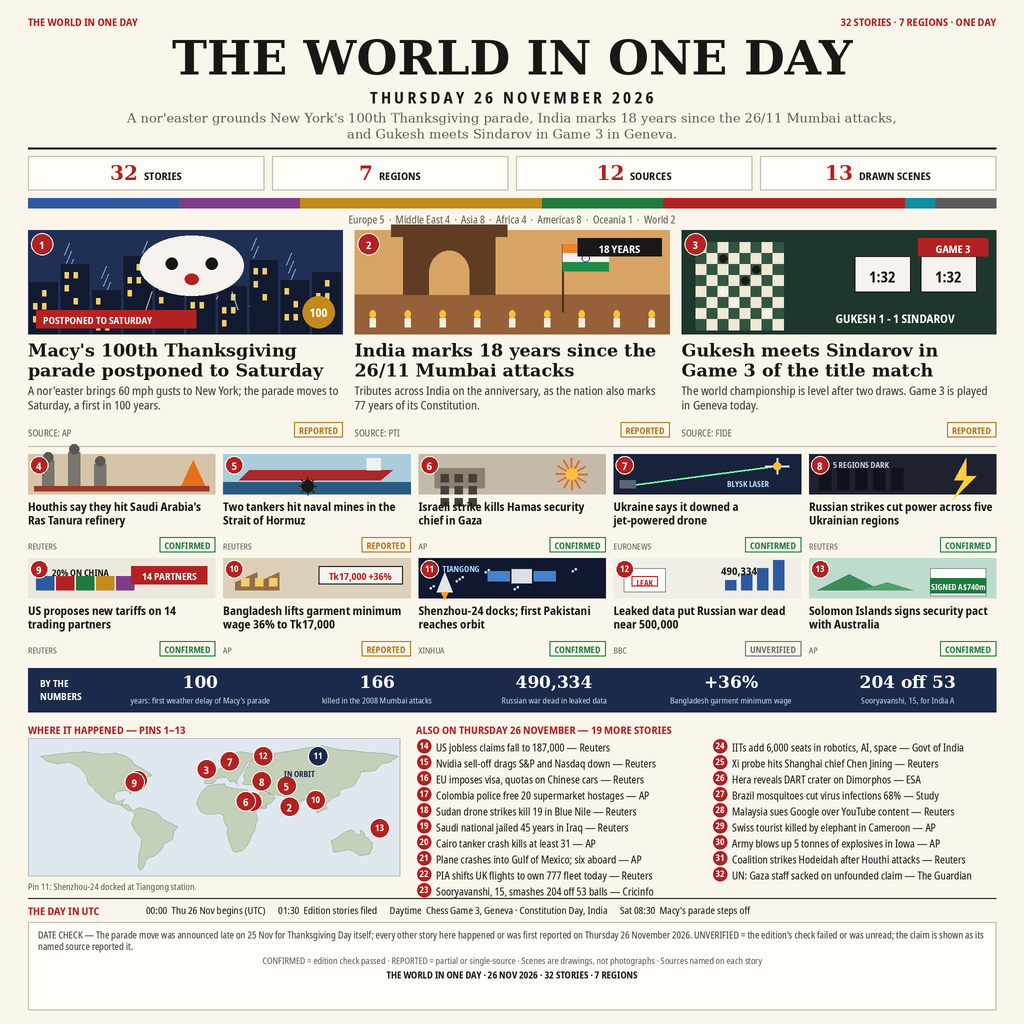 THE WORLD IN ONE DAY
32 STORIES · 7 REGIONS · ONE DAY
THE WORLD IN ONE DAY
THURSDAY 26 NOVEMBER 2026
A nor'easter grounds New York's 100th Thanksgiving parade, India marks 18 years since the 26/11 Mumbai attacks,
and Gukesh meets Sindarov in Game 3 in Geneva.
32 STORIES
7 REGIONS
12 SOURCES
13 DRAWN SCENES
Europe 5 · Middle East 4 · Asia 8 · Africa 4 · Americas 8 · Oceania 1 · World 2
1
POSTPONED TO SATURDAY
100
Macy's 100th Thanksgiving
parade postponed to Saturday
A nor'easter brings 60 mph gusts to New York; the parade moves to
Saturday, a first in 100 years.
SOURCE: AP
REPORTED
2
18 YEARS
India marks 18 years since the
26/11 Mumbai attacks
Tributes across India on the anniversary, as the nation also marks
77 years of its Constitution.
SOURCE: PTI
REPORTED
3
GAME 3
1:32
1:32
GUKESH 1 - 1 SINDAROV
Gukesh meets Sindarov in
Game 3 of the title match
The world championship is level after two draws. Game 3 is played
in Geneva today.
SOURCE: FIDE
REPORTED
4
Houthis say they hit Saudi Arabia's
Ras Tanura refinery
REUTERS
CONFIRMED
5
Two tankers hit naval mines in the
Strait of Hormuz
REUTERS
REPORTED
6
Israeli strike kills Hamas security
chief in Gaza
AP
CONFIRMED
7
BLYSK LASER
Ukraine says it downed a
jet-powered drone
EURONEWS
CONFIRMED
8
5 REGIONS DARK
Russian strikes cut power across five
Ukrainian regions
REUTERS
CONFIRMED
9
20% ON CHINA
14 PARTNERS
US proposes new tariffs on 14
trading partners
REUTERS
CONFIRMED
10
Tk17,000 +36%
Bangladesh lifts garment minimum
wage 36% to Tk17,000
AP
REPORTED
11
TIANGONG
Shenzhou-24 docks; first Pakistani
reaches orbit
XINHUA
CONFIRMED
12
LEAK
490,334
Leaked data put Russian war dead
near 500,000
BBC
UNVERIFIED
13
SIGNED A$740m
Solomon Islands signs security pact
with Australia
AP
CONFIRMED
BY THE
NUMBERS
100
years: first weather delay of Macy's parade
166
killed in the 2008 Mumbai attacks
490,334
Russian war dead in leaked data
+36%
Bangladesh garment minimum wage
204 off 53
Sooryavanshi, 15, for India A
WHERE IT HAPPENED — PINS 1–13
9
3
7
12
11
IN ORBIT
8
5
6
2
10
13
Pin 11: Shenzhou-24 docked at Tiangong station.
ALSO ON THURSDAY 26 NOVEMBER — 19 MORE STORIES
14 US jobless claims fall to 187,000 — Reuters
15 Nvidia sell-off drags S&P and Nasdaq down — Reuters
16 EU imposes visa, quotas on Chinese cars — Reuters
17 Colombia police free 20 supermarket hostages — AP
18 Sudan drone strikes kill 19 in Blue Nile — Reuters
19 Saudi national jailed 45 years in Iraq — Reuters
20 Cairo tanker crash kills at least 31 — AP
21 Plane crashes into Gulf of Mexico; six aboard — AP
22 PIA shifts UK flights to own 777 fleet today — Reuters
23 Sooryavanshi, 15, smashes 204 off 53 balls — Cricinfo
24 IITs add 6,000 seats in robotics, AI, space — Govt of India
25 Xi probe hits Shanghai chief Chen Jining — Reuters
26 Hera reveals DART crater on Dimorphos — ESA
27 Brazil mosquitoes cut virus infections 68% — Study
28 Malaysia sues Google over YouTube content — Reuters
29 Swiss tourist killed by elephant in Cameroon — AP
30 Army blows up 5 tonnes of explosives in Iowa — AP
31 Coalition strikes Hodeidah after Houthi attacks — Reuters
32 UN: Gaza staff sacked on unfounded claim — The Guardian
THE DAY IN UTC
00:00 Thu 26 Nov begins (UTC) 01:30 Edition stories filed Daytime Chess Game 3, Geneva · Constitution Day, India Sat 08:30 Macy's parade steps off
DATE CHECK — The parade move was announced late on 25 Nov for Thanksgiving Day itself; every other story here happened or was first reported on Thursday 26 November 2026. UNVERIFIED = the edition's check failed or was unread; the claim is shown as its
named source reported it.
CONFIRMED = edition check passed · REPORTED = partial or single-source · Scenes are drawings, not photographs · Sources named on each story
THE WORLD IN ONE DAY · 26 NOV 2026 · 32 STORIES · 7 REGIONS